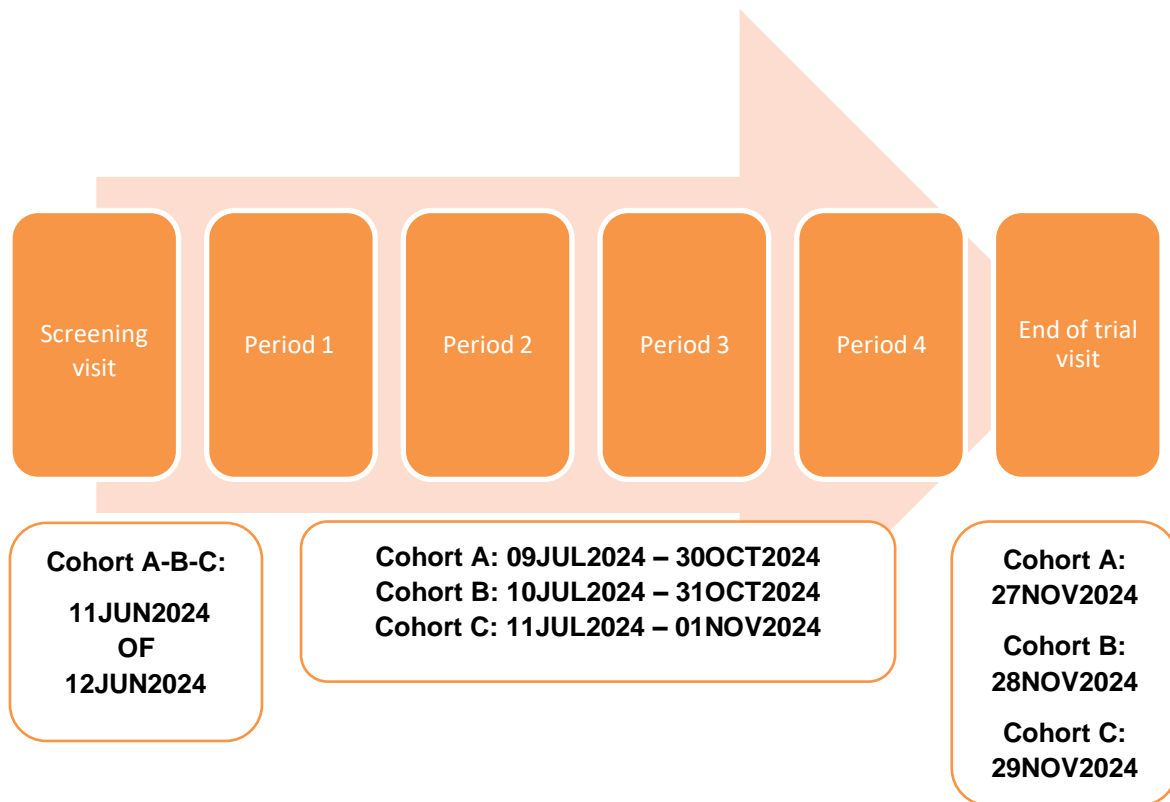 Screening
visit
Period 1
Period 2
Period 3
Period 4
End of trial
visit
Cohort A-B-C:
11JUN2024
OF
12JUN2024
Cohort A: 09JUL2024 – 30OCT2024
Cohort B: 10JUL2024 – 31OCT2024
Cohort C: 11JUL2024 – 01NOV2024
Cohort A:
27NOV2024
Cohort B:
28NOV2024
Cohort C:
29NOV2024